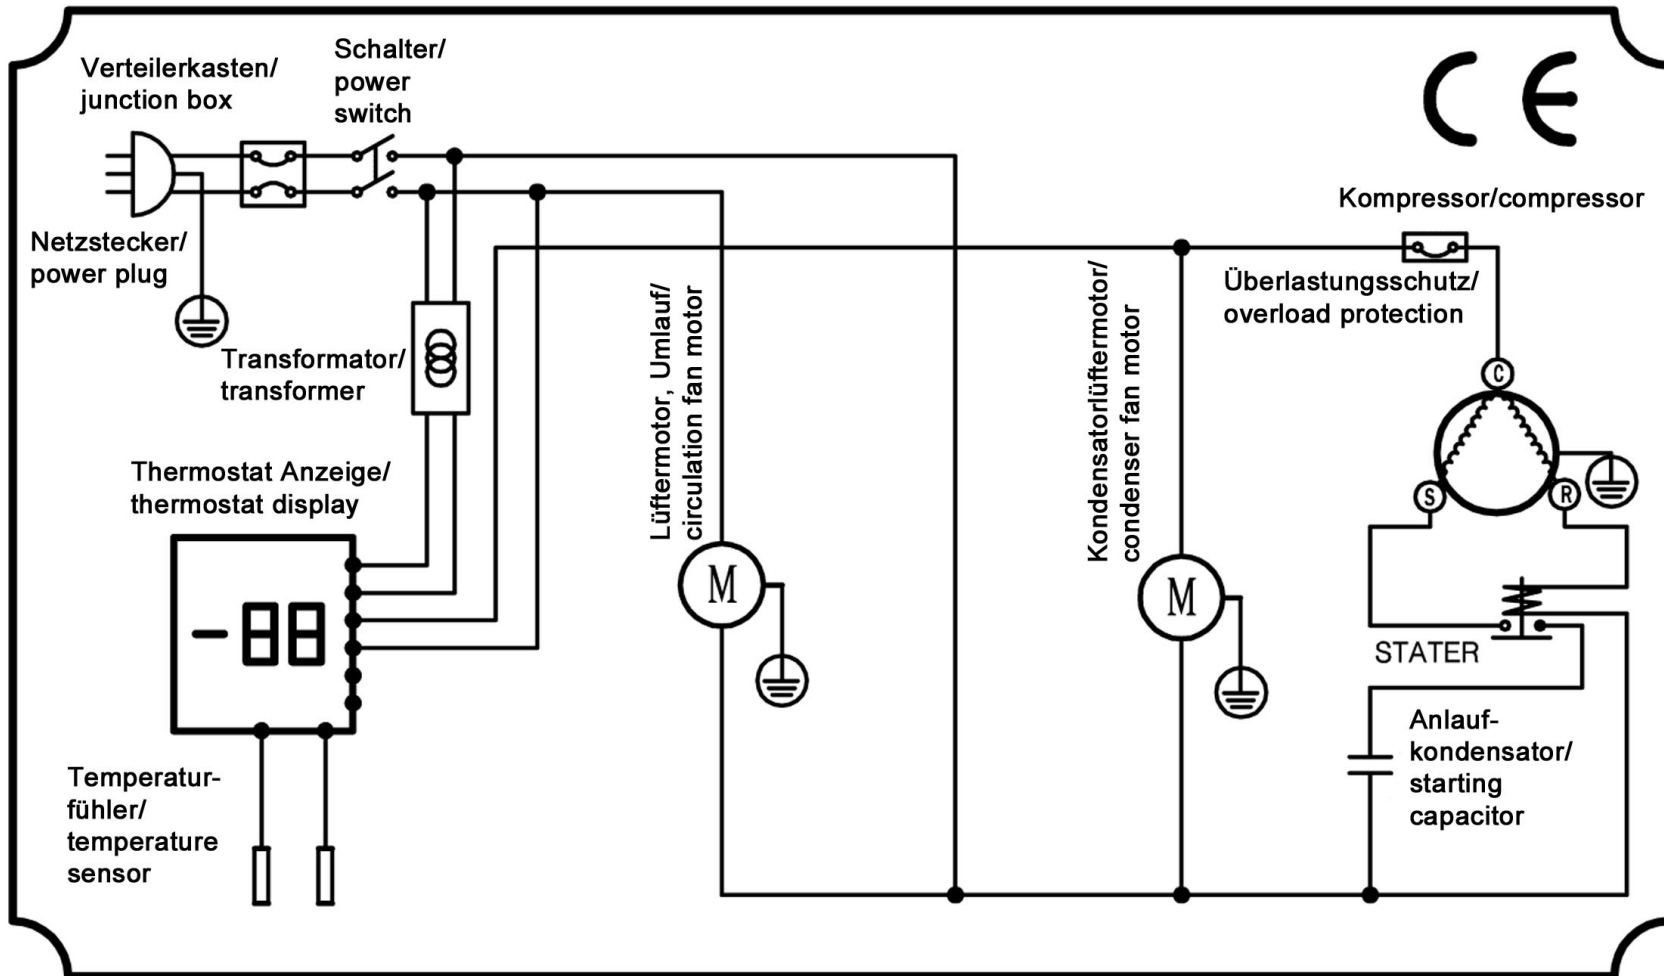 Verteilerkasten/
junction box
Schalter/
power
switch
CE
Netzstecker/
power plug
Kompressor/compressor
Überlastungsschutz/
overload protection
Transformator/
transformer
Lüftermotor, Umlauf/
circulation fan motor
Kondensatorlüftermotor/
condenser fan motor
C
S
R
Thermostat Anzeige/
thermostat display
-88
M
M
STATER
Anlauf-
kondensator/
starting
capacitor
Temperatur-
fühler/
temperature
sensor